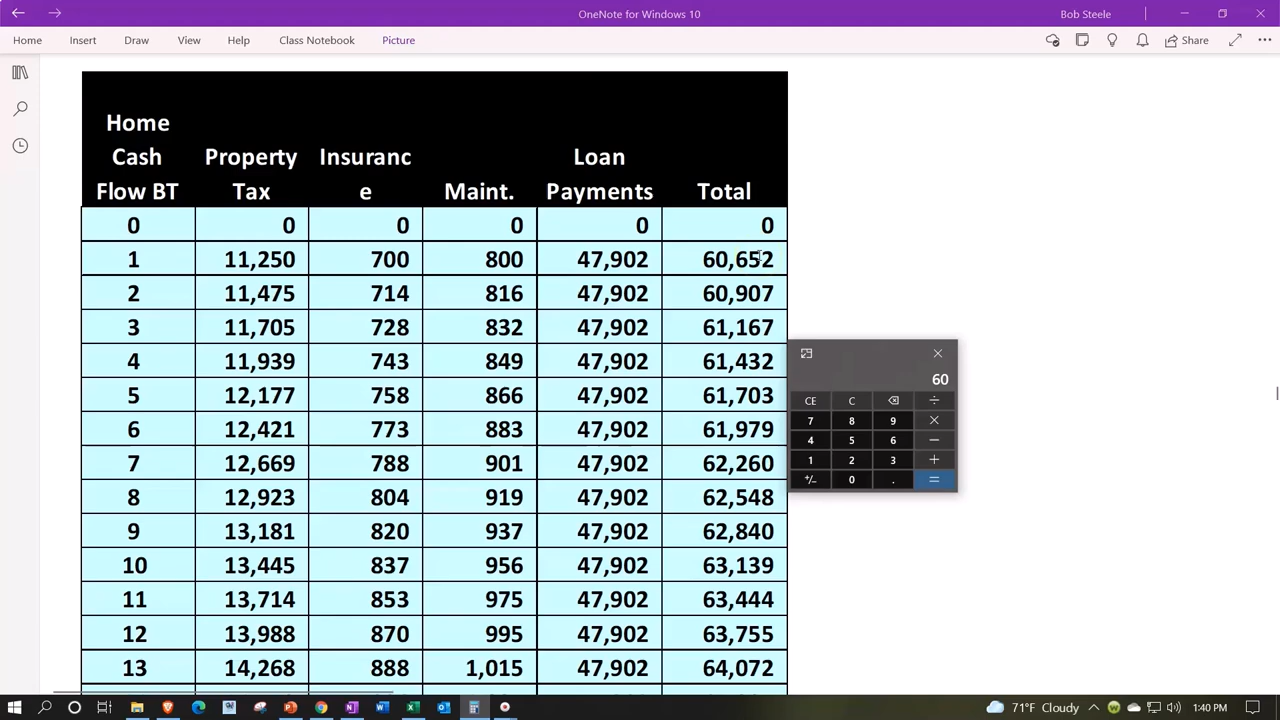 OneNote for Windows 10
Bob Steele
Home Insert Draw View Help Class Notebook Picture
Share
Home Cash Flow BT Property Tax Insurance Maint. Loan Payments Total
0 0 0 0 0 0
1 11,250 700 800 47,902 60,652
2 11,475 714 816 47,902 60,907
3 11,705 728 832 47,902 61,167
4 11,939 743 849 47,902 61,432
5 12,177 758 866 47,902 61,703
6 12,421 773 883 47,902 61,979
7 12,669 788 901 47,902 62,260
8 12,923 804 919 47,902 62,548
9 13,181 820 937 47,902 62,840
10 13,445 837 956 47,902 63,139
11 13,714 853 975 47,902 63,444
12 13,988 870 995 47,902 63,755
13 14,268 888 1,015 47,902 64,072
60
CE C ÷
7 8 9 ×
4 5 6 −
1 2 3 +
+/− 0 . =
71°F Cloudy
1:40 PM